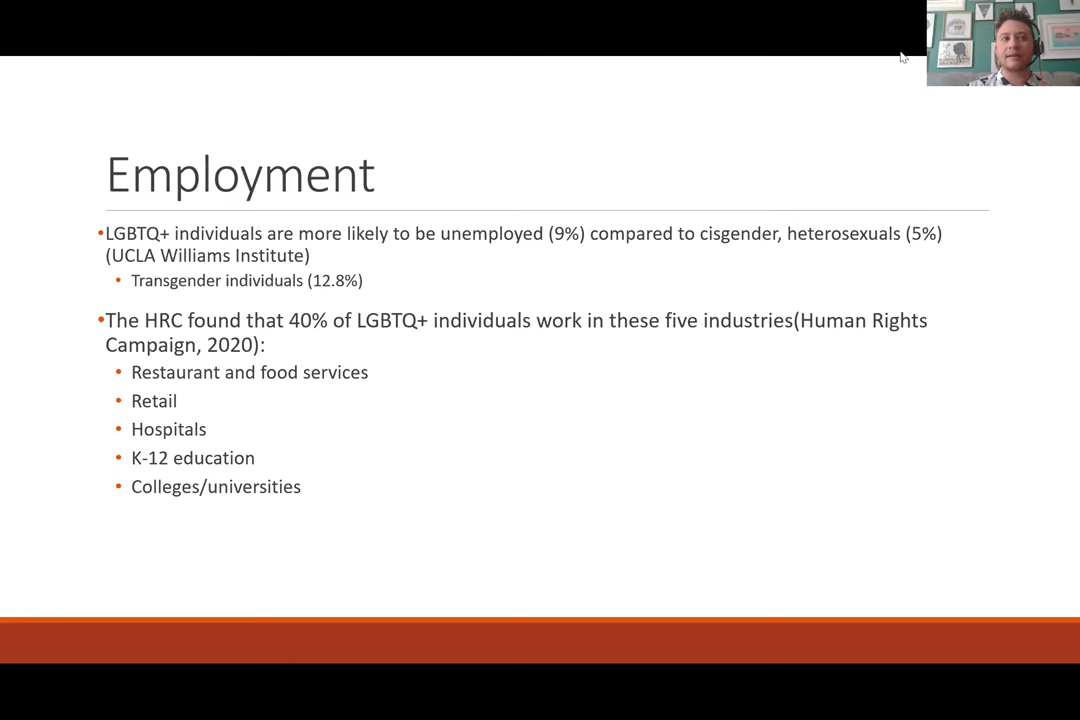 Employment
•LGBTQ+ individuals are more likely to be unemployed (9%) compared to cisgender, heterosexuals (5%)
(UCLA Williams Institute)
• Transgender individuals (12.8%)
•The HRC found that 40% of LGBTQ+ individuals work in these five industries(Human Rights
Campaign, 2020):
• Restaurant and food services
• Retail
• Hospitals
• K-12 education
• Colleges/universities